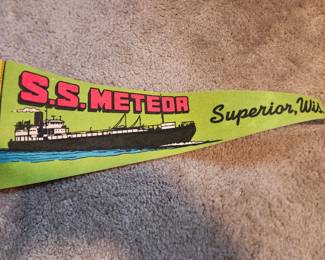 S.S. METEOR
Superior, Wis.